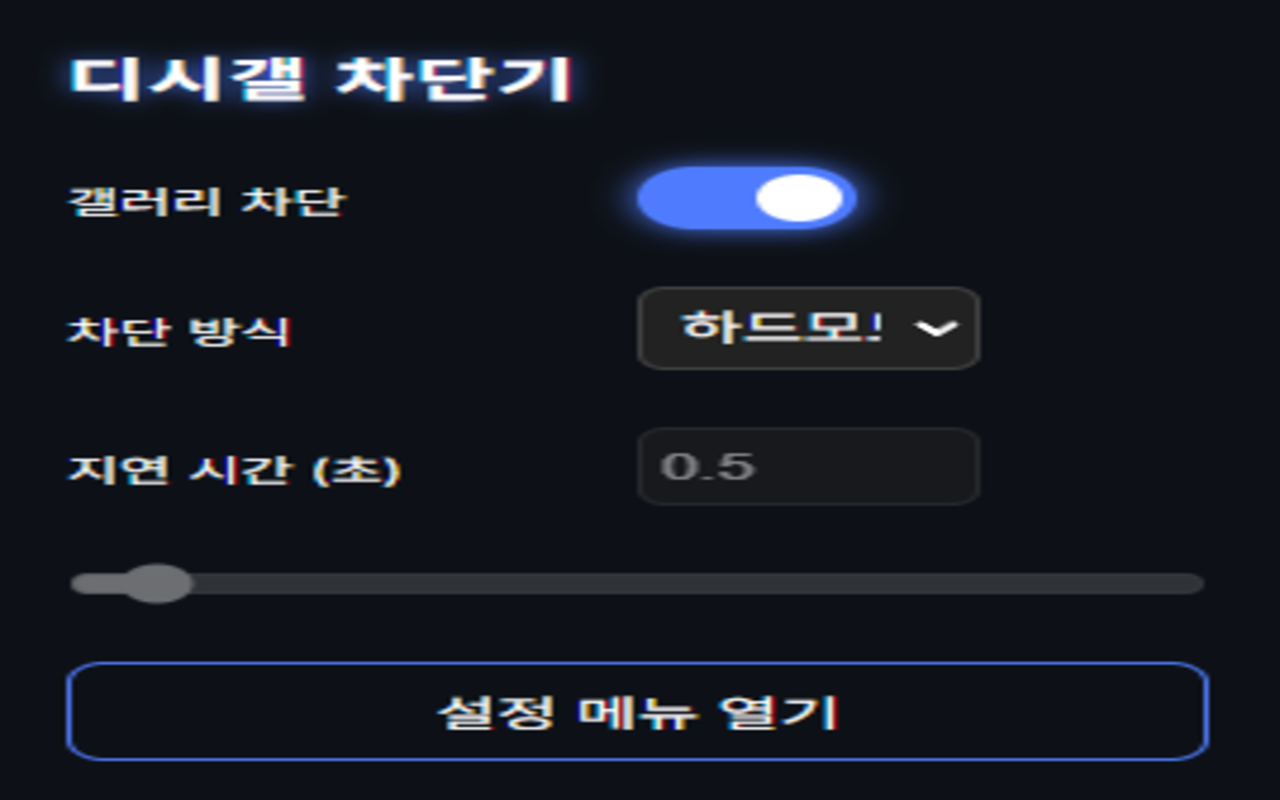 디시갤 차단기
갤러리 차단
차단 방식
하드모
지연 시간 (초)
0.5
설정 메뉴 열기